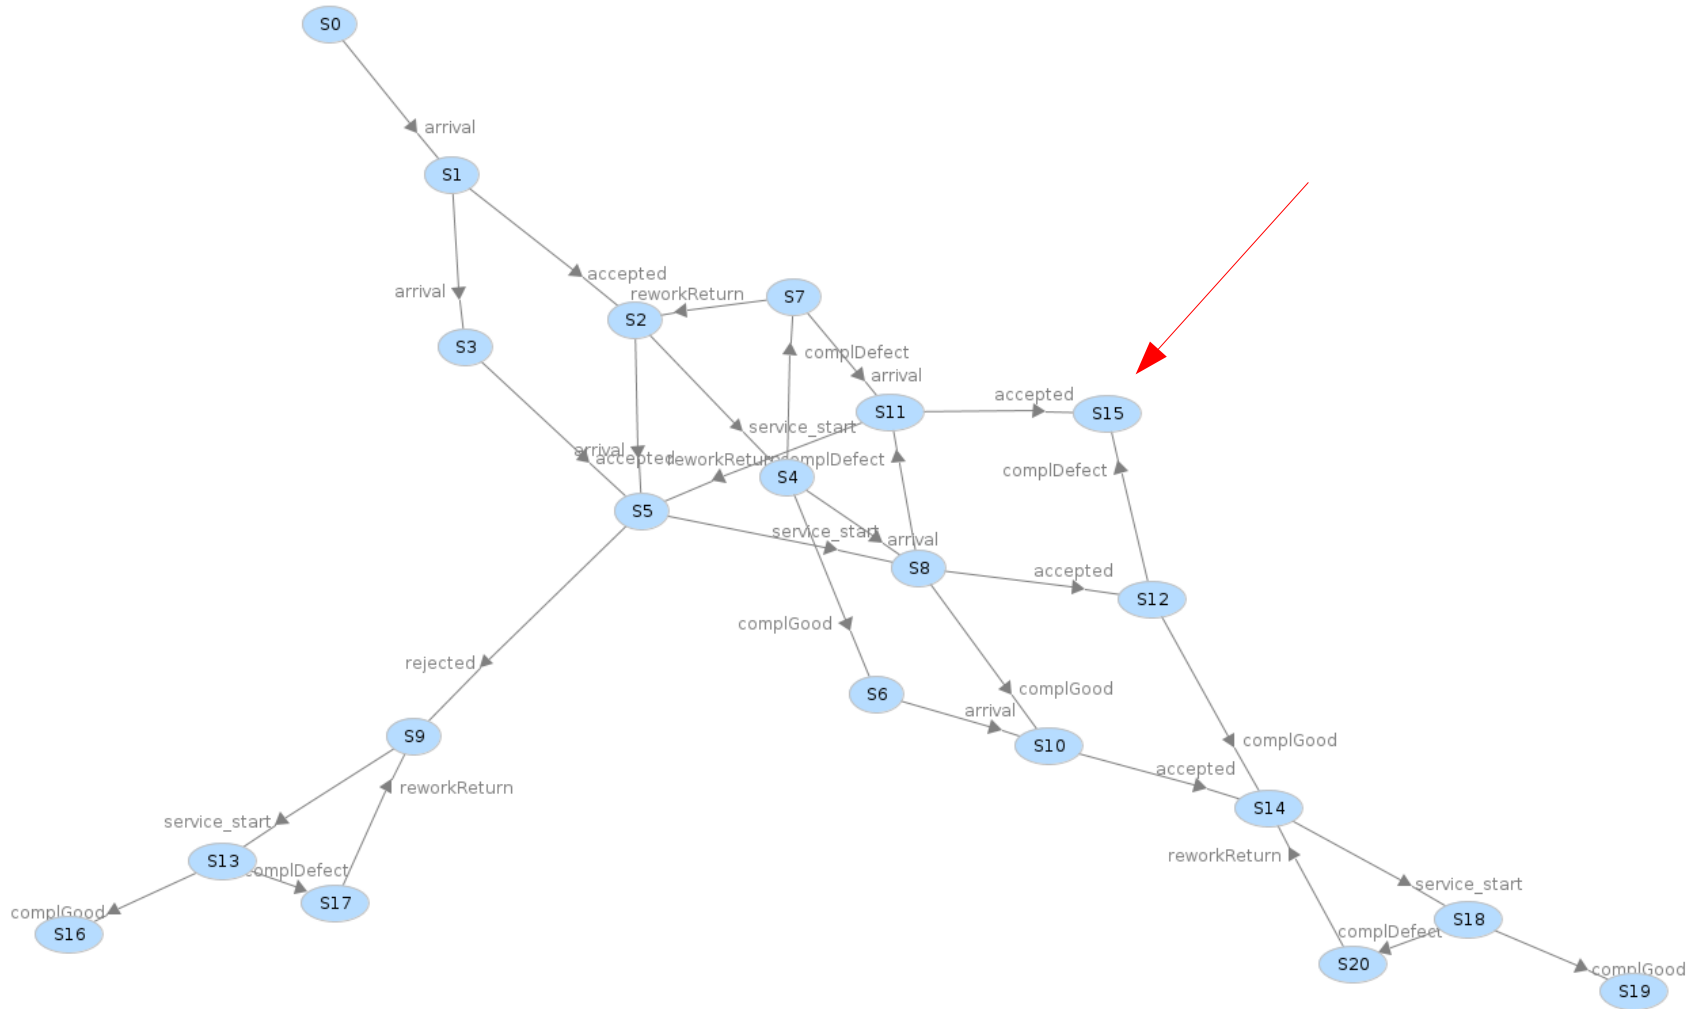 S0
arrival
S1
accepted
arrival
reworkReturn
S7
S2
S3
complDefect
arrival
accepted
S11
S15
service_start
arrival
accepted
reworkReturn
complDefect
complDefect
S4
S5
service_start
arrival
S8
accepted
S12
complGood
rejected
complGood
S6
arrival
S9
S10
complGood
accepted
reworkReturn
S14
service_start
S13
complDefect
reworkReturn
service_start
S17
complGood
S16
S18
complDefect
S20
complGood
S19